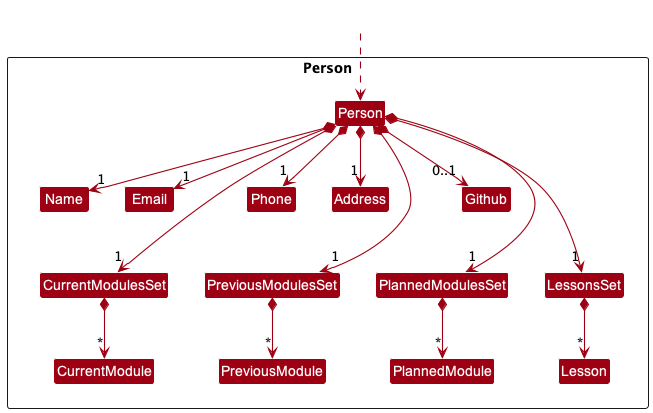 Person
Person
1
1
1
1
0..1
Name
Email
Phone
Address
Github
1
1
1
1
CurrentModulesSet
PreviousModulesSet
PlannedModulesSet
LessonsSet
*
*
*
*
CurrentModule
PreviousModule
PlannedModule
Lesson